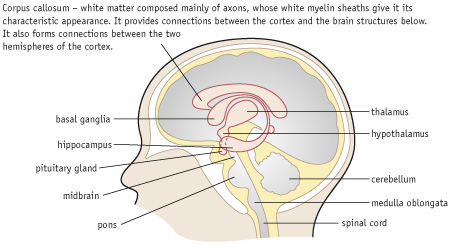 Corpus callosum – white matter composed mainly of axons, whose white myelin sheaths give it its
characteristic appearance. It provides connections between the cortex and the brain structures below.
It also forms connections between the two
hemispheres of the cortex.
basal ganglia
hippocampus
pituitary gland
midbrain
pons
thalamus
hypothalamus
cerebellum
medulla oblongata
spinal cord